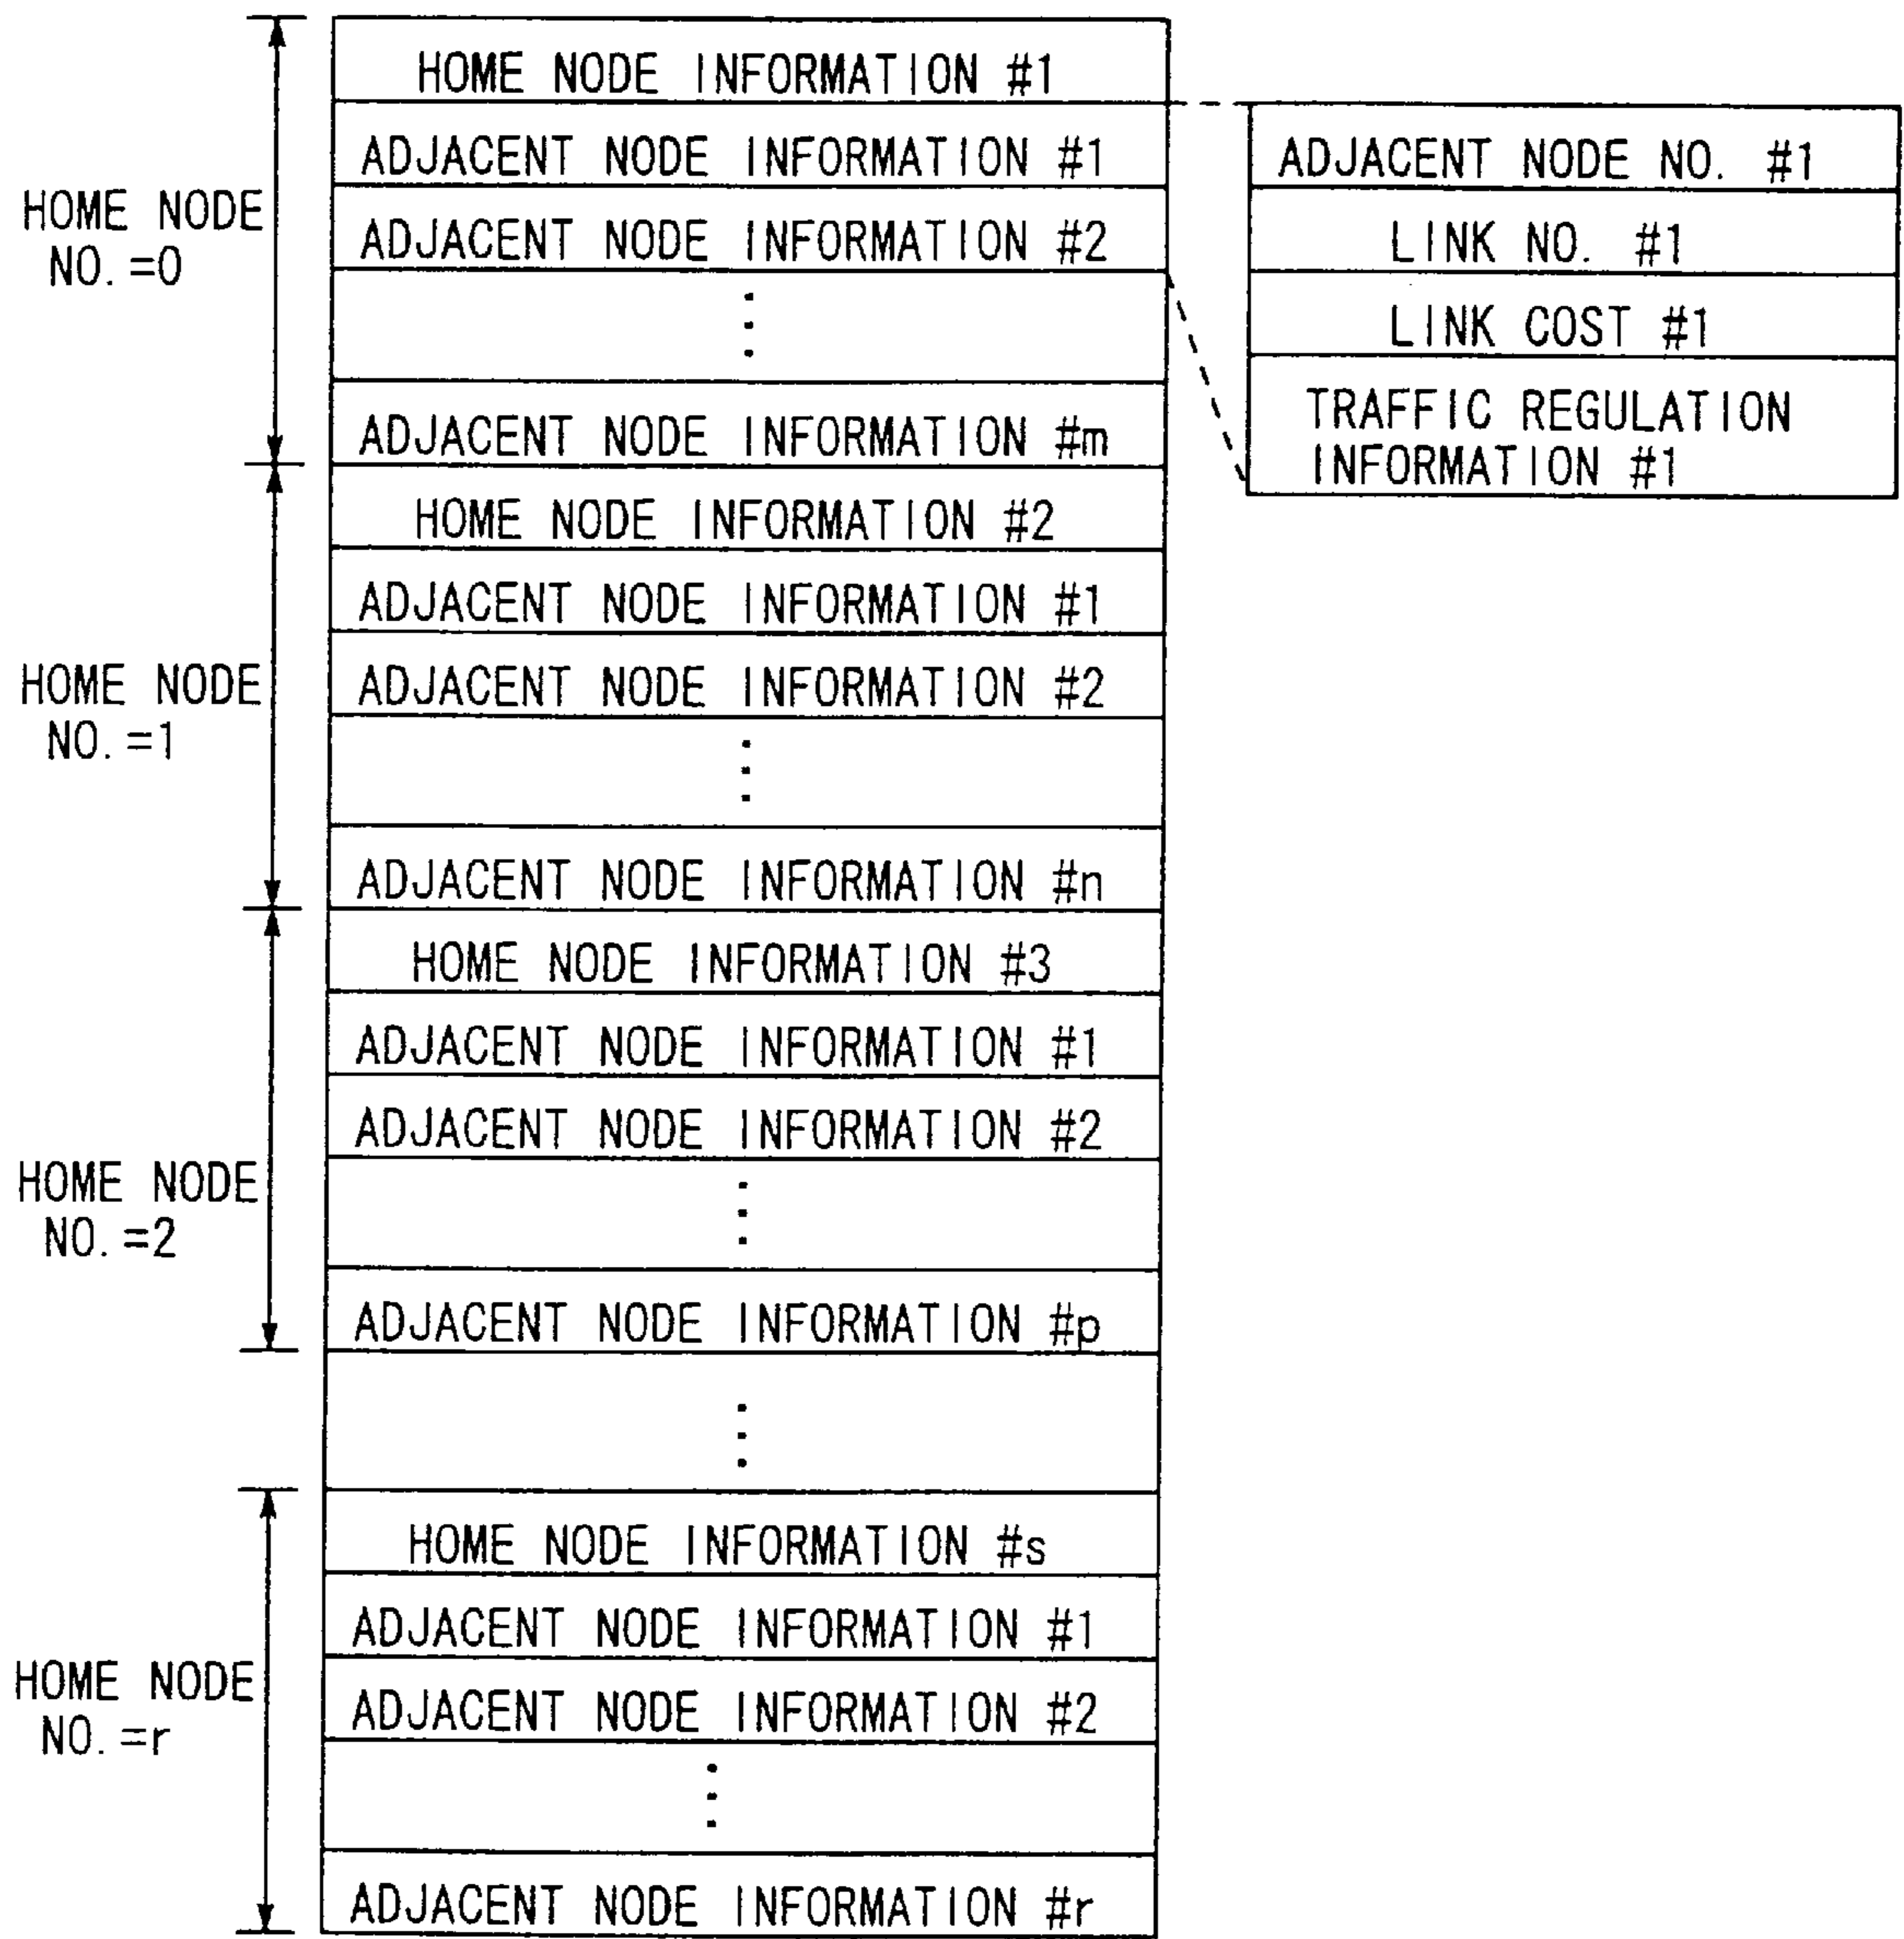 HOME NODE INFORMATION #1
ADJACENT NODE INFORMATION #1
ADJACENT NODE INFORMATION #2
ADJACENT NODE INFORMATION #m
HOME NODE
NO.=0
ADJACENT NODE NO. #1
LINK NO. #1
LINK COST #1
TRAFFIC REGULATION
INFORMATION #1
HOME NODE INFORMATION #2
ADJACENT NODE INFORMATION #1
ADJACENT NODE INFORMATION #2
ADJACENT NODE INFORMATION #n
HOME NODE
NO.=1
HOME NODE INFORMATION #3
ADJACENT NODE INFORMATION #1
ADJACENT NODE INFORMATION #2
ADJACENT NODE INFORMATION #p
HOME NODE
NO.=2
HOME NODE INFORMATION #s
ADJACENT NODE INFORMATION #1
ADJACENT NODE INFORMATION #2
ADJACENT NODE INFORMATION #r
HOME NODE
NO.=r